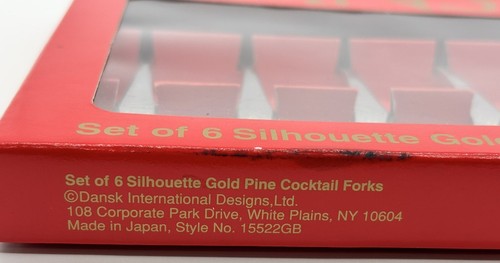 Set of 6 Silhouette Gol
Set of 6 Silhouette Gold Pine Cocktail Forks
©Dansk International Designs,Ltd.
108 Corporate Park Drive, White Plains, NY 10604
Made in Japan, Style No. 15522GB